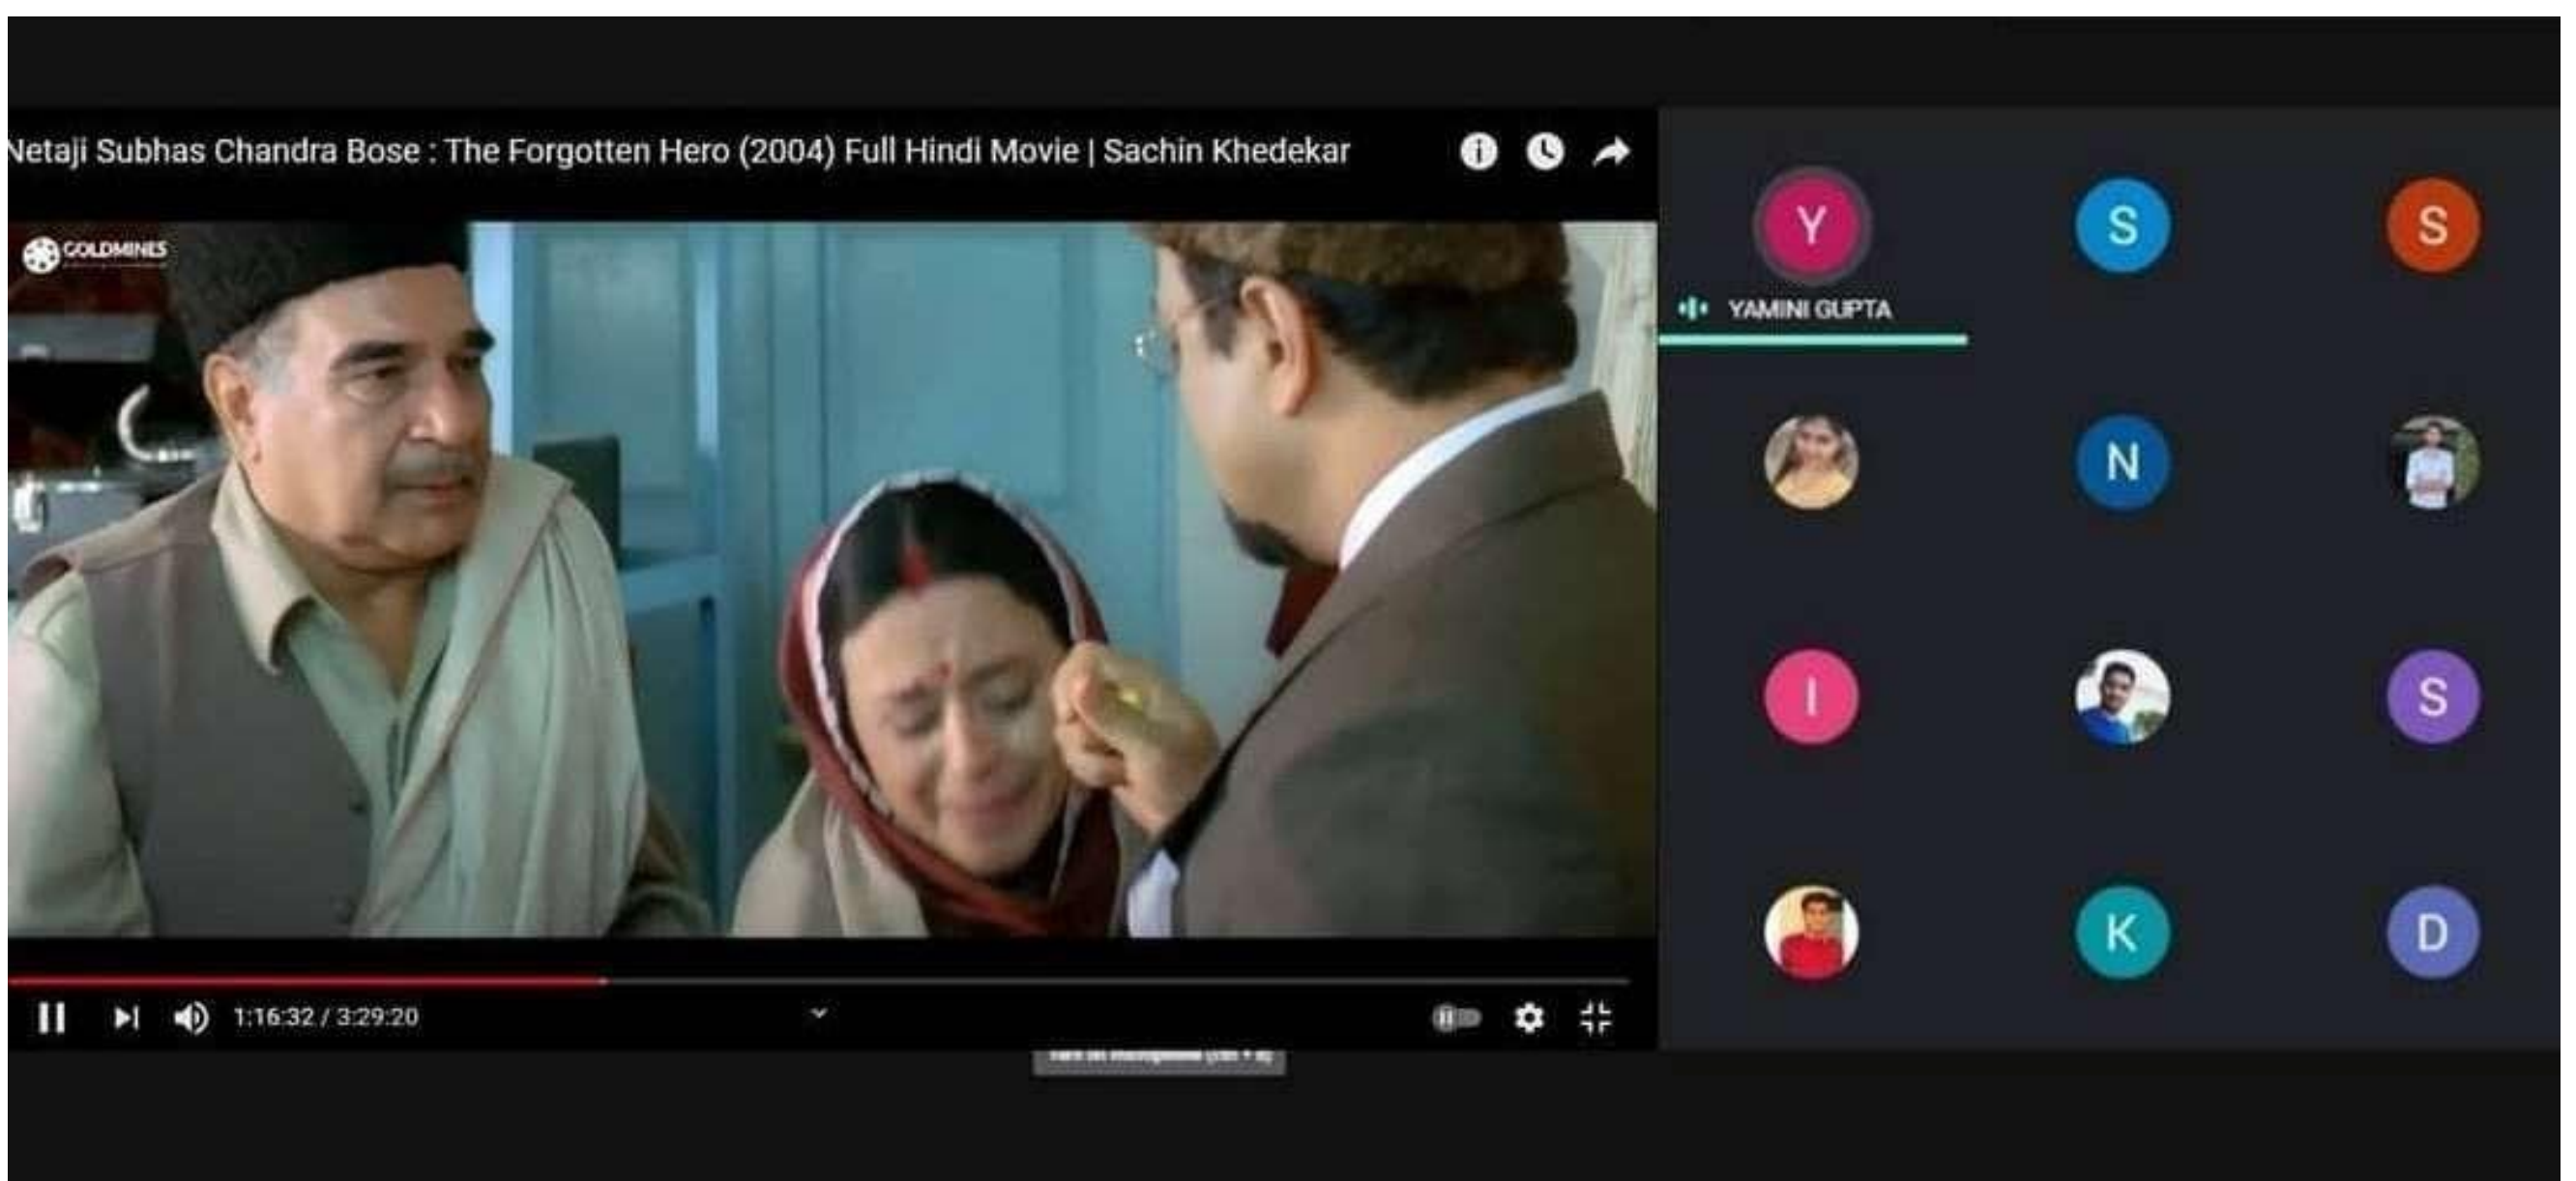 Netaji Subhas Chandra Bose : The Forgotten Hero (2004) Full Hindi Movie | Sachin Khedekar
GOLDMINES
Y
S
S
YAMINI GUPTA
N
I
S
K
D
1:16:32 / 3:29:20